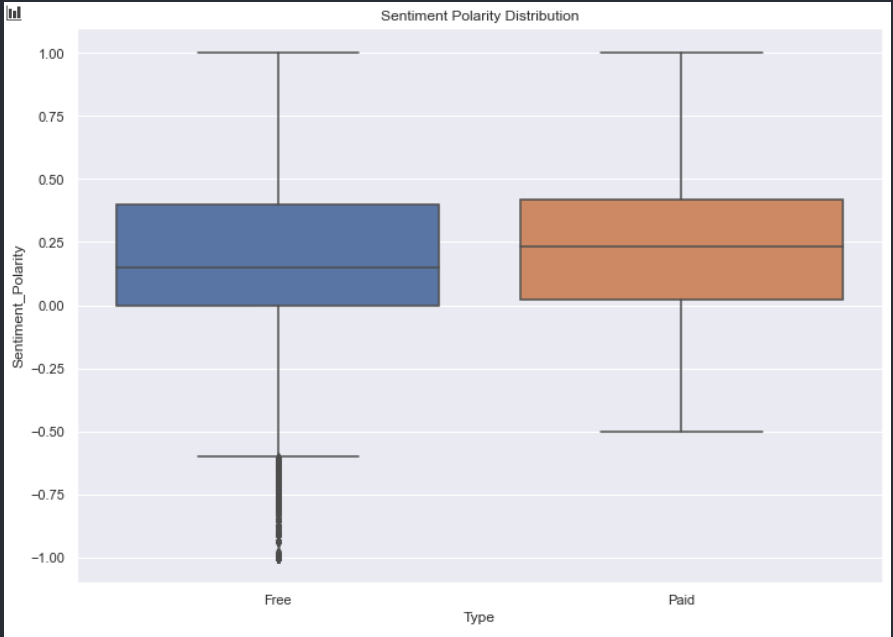 Sentiment Polarity Distribution
1.00
0.75
0.50
0.25
0.00
−0.25
−0.50
−0.75
−1.00
Sentiment_Polarity
Free
Paid
Type